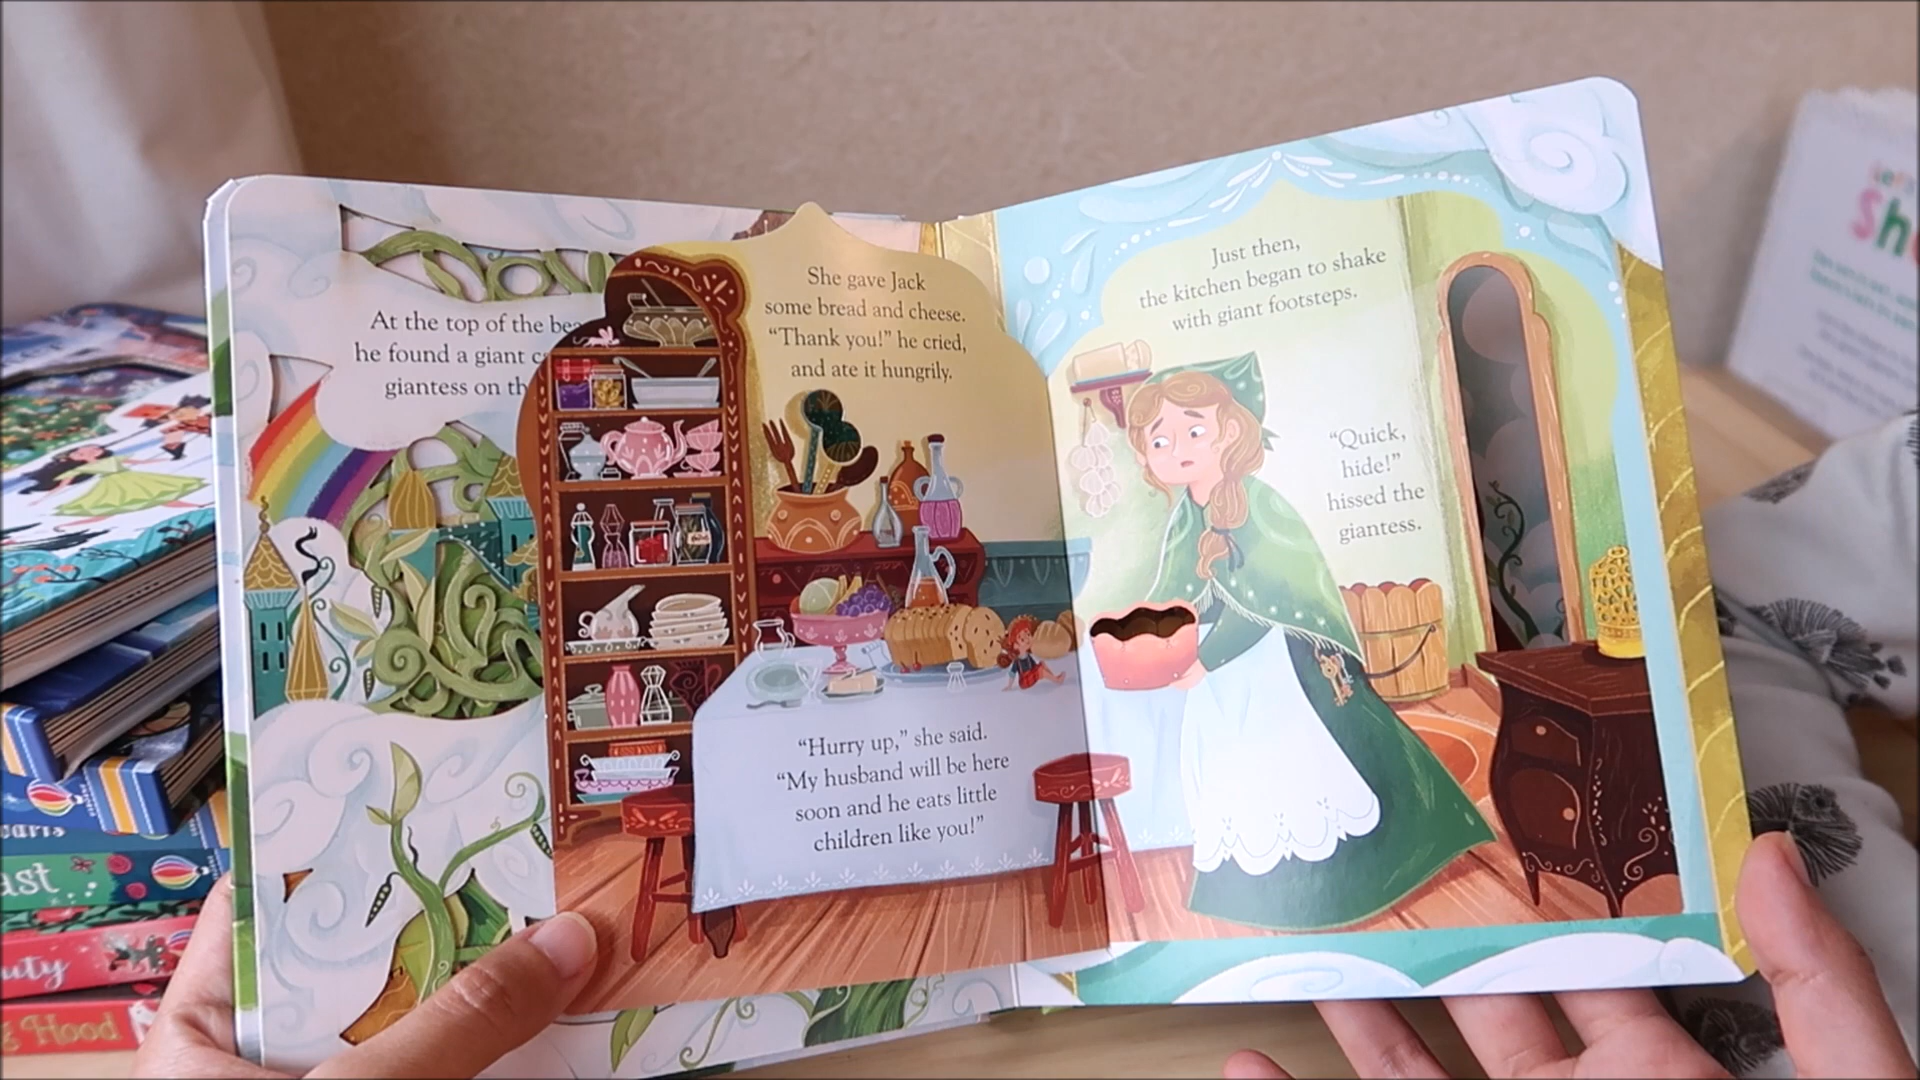 At the top of the
he found a giant
giantess on
She gave Jack
some bread and cheese.
“Thank you!” he cried,
and ate it hungrily.
“Hurry up,” she said.
“My husband will be here
soon and he eats little
children like you!”
Just then,
the kitchen began to shake
with giant footsteps.
“Quick,
hide!”
hissed the
giantess.
Hood